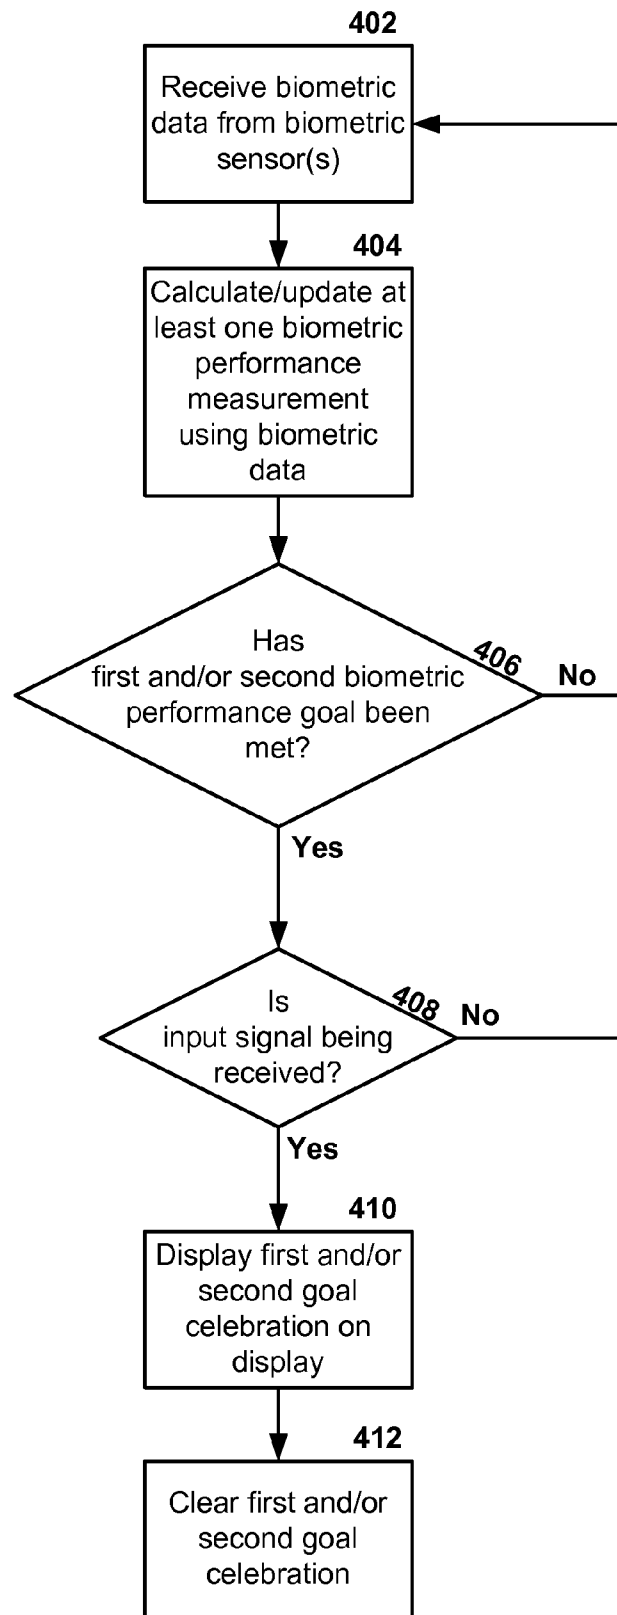 402
Receive biometric
data from biometric
sensor(s)
404
Calculate/update at
least one biometric
performance
measurement
using biometric
data
Has
first and/or second biometric
performance goal been
met?
406
No
Yes
Is
input signal being
received?
408
No
Yes
410
Display first and/or
second goal
celebration on
display
412
Clear first and/or
second goal
celebration